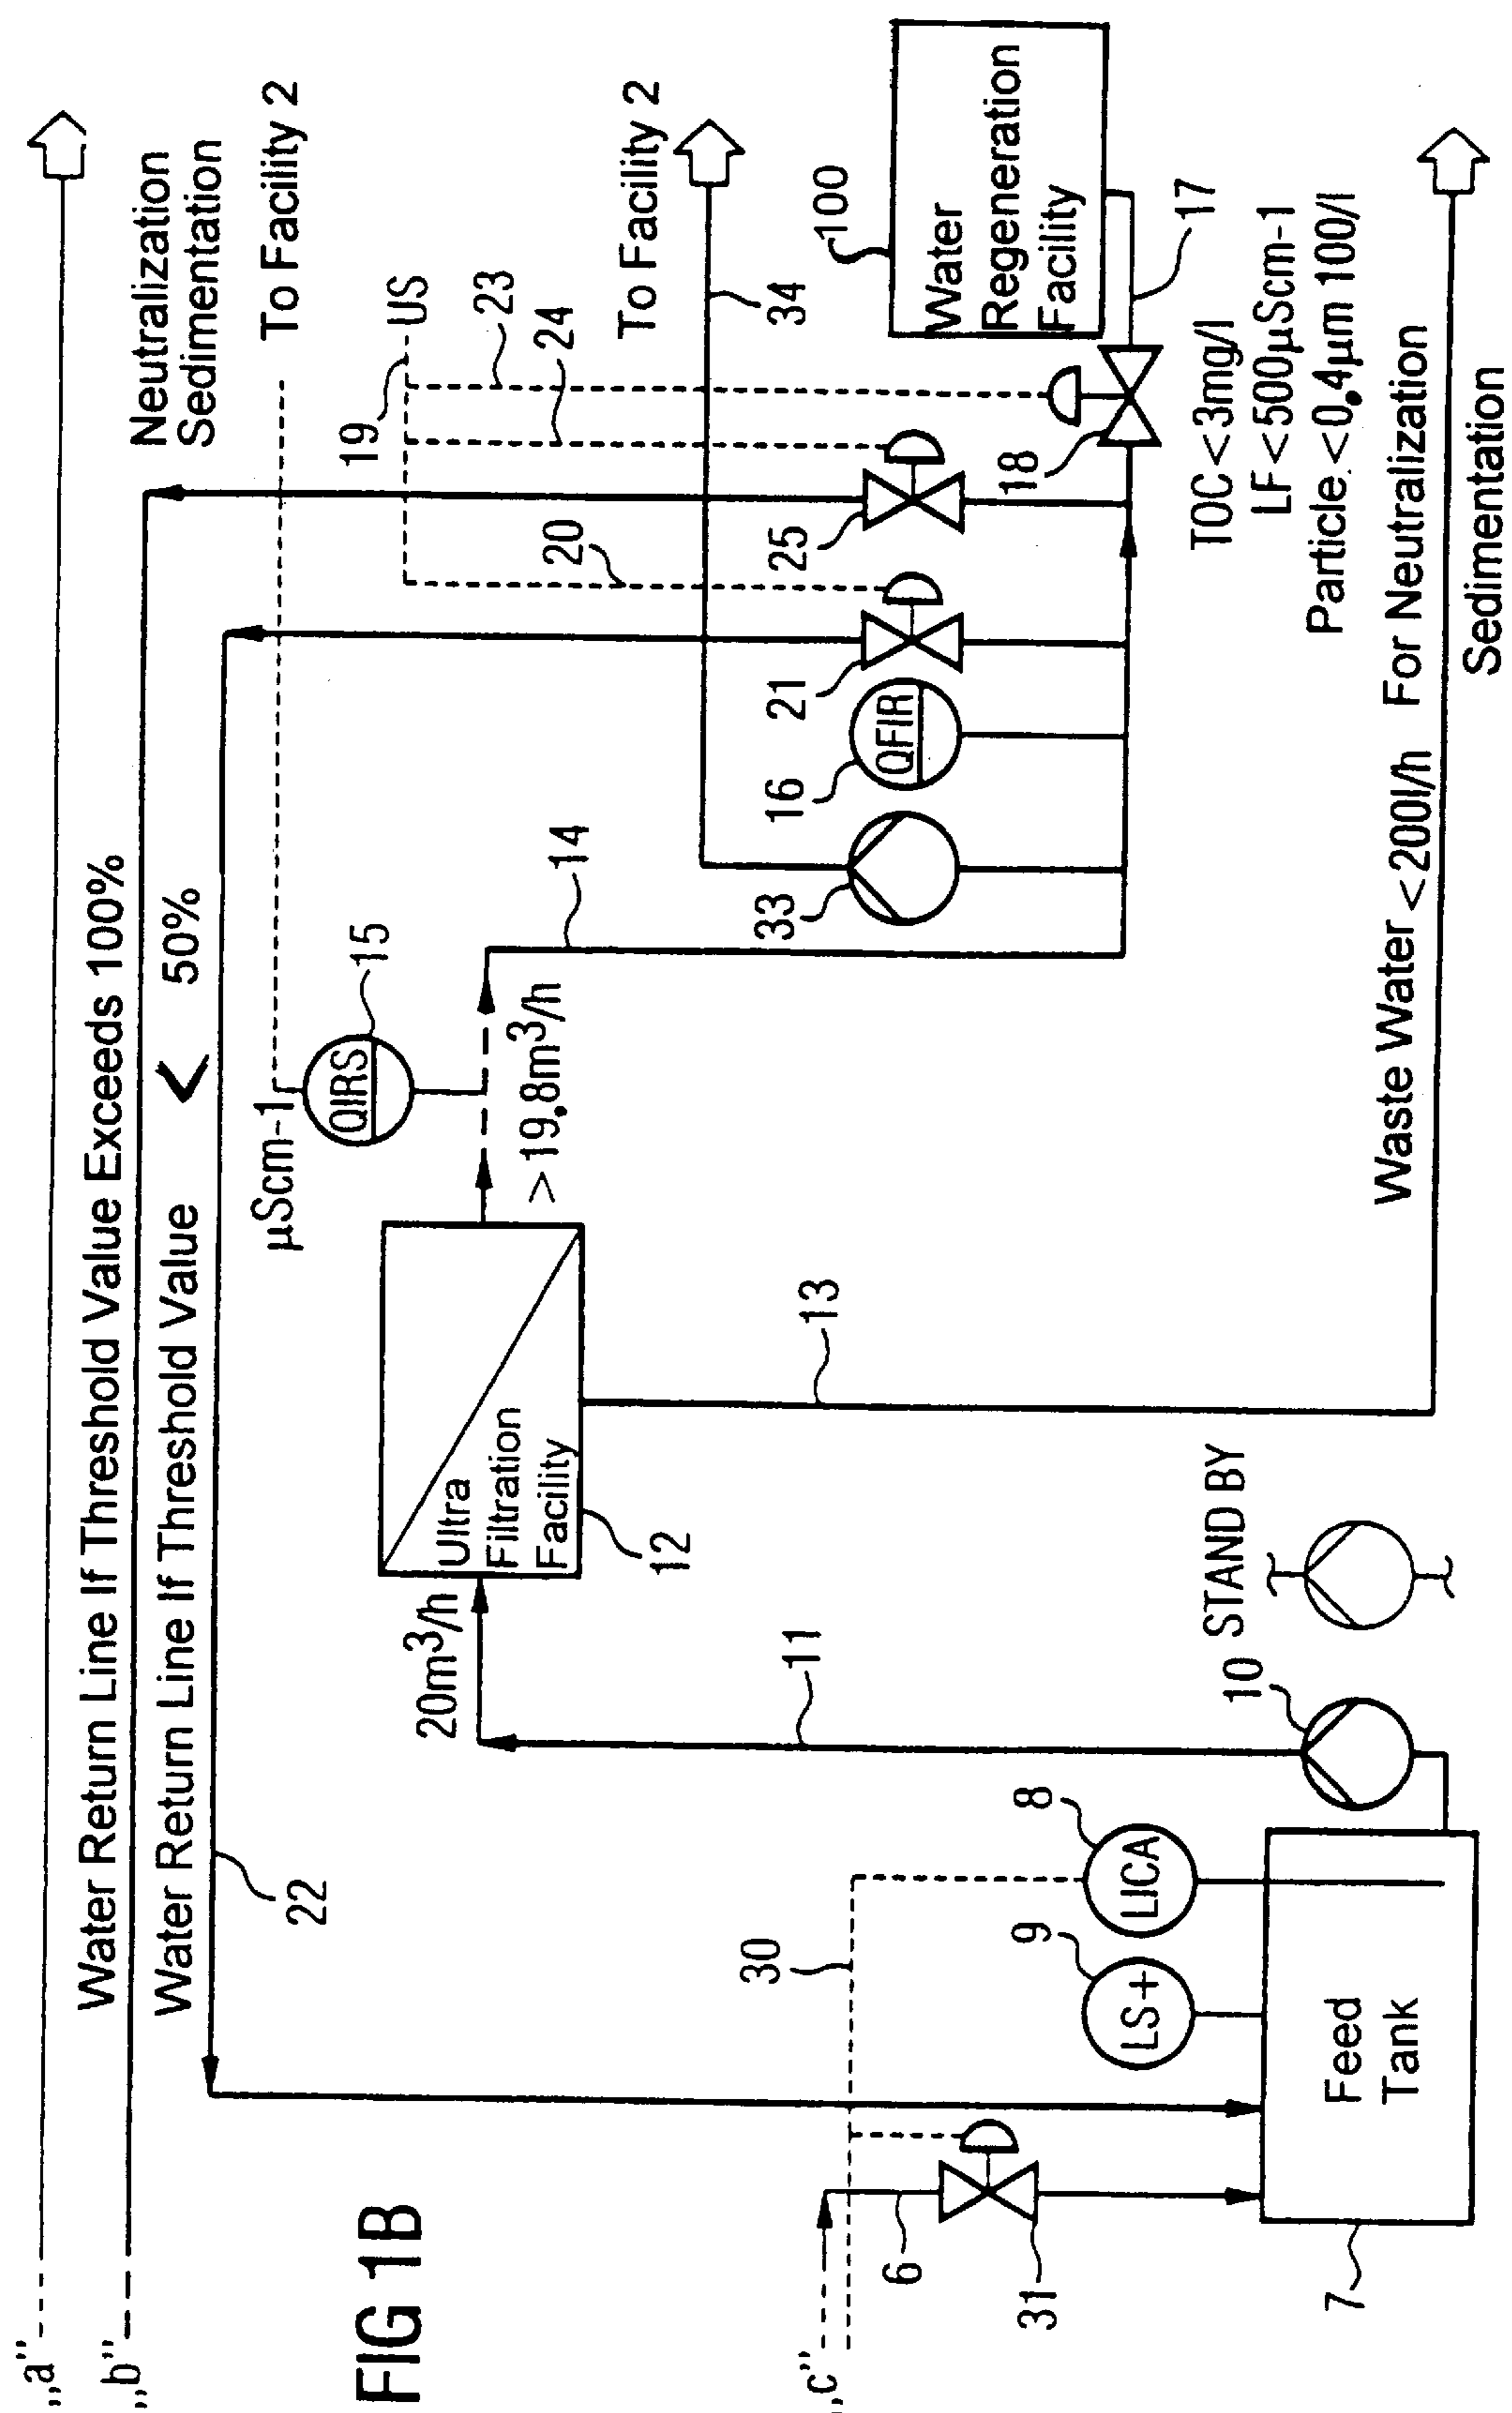 „a"
Neutralization
Sedimentation
Water Return Line If Threshold Value Exceeds 100%
„b"
Water Return Line If Threshold Value < 50%
22
To Facility 2
µScm-1
QIRS
15
19
US
23
24
20
To Facility 2
34
FIG 1B
20m3/h
Ultra
Filtration
Facility
12
>19.8m3/h
14
33
16
QFIR
21
25
18
100
Water
Regeneration
Facility
17
TOC <3mg/l
LF <500µScm-1
Particle <0.4µm 100/l
13
11
„c"
6
31
30
9
LS+
8
LICA
10
STAND BY
7
Feed
Tank
Waste Water <200l/h For Neutralization
Sedimentation